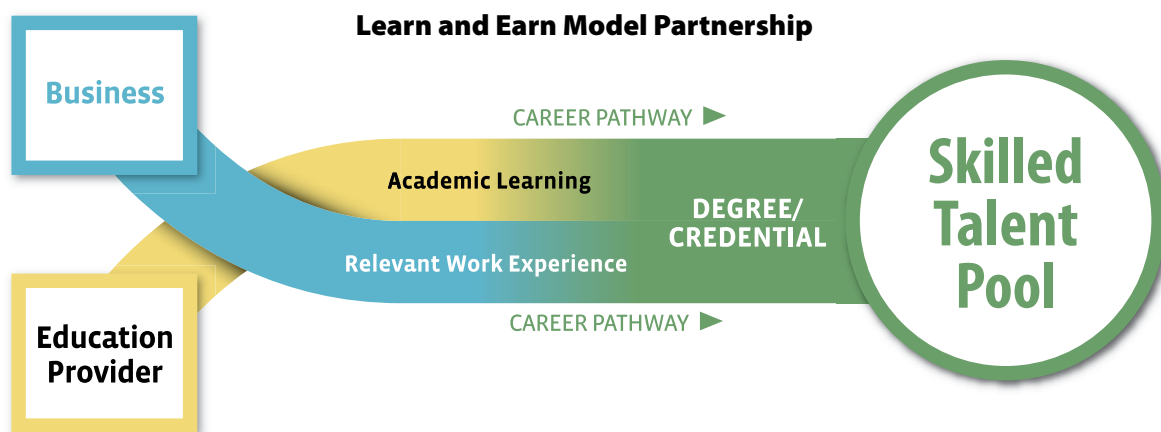 Learn and Earn Model Partnership
Business
CAREER PATHWAY ►
Academic Learning
DEGREE/
CREDENTIAL
Relevant Work Experience
CAREER PATHWAY ►
Education
Provider
Skilled
Talent
Pool